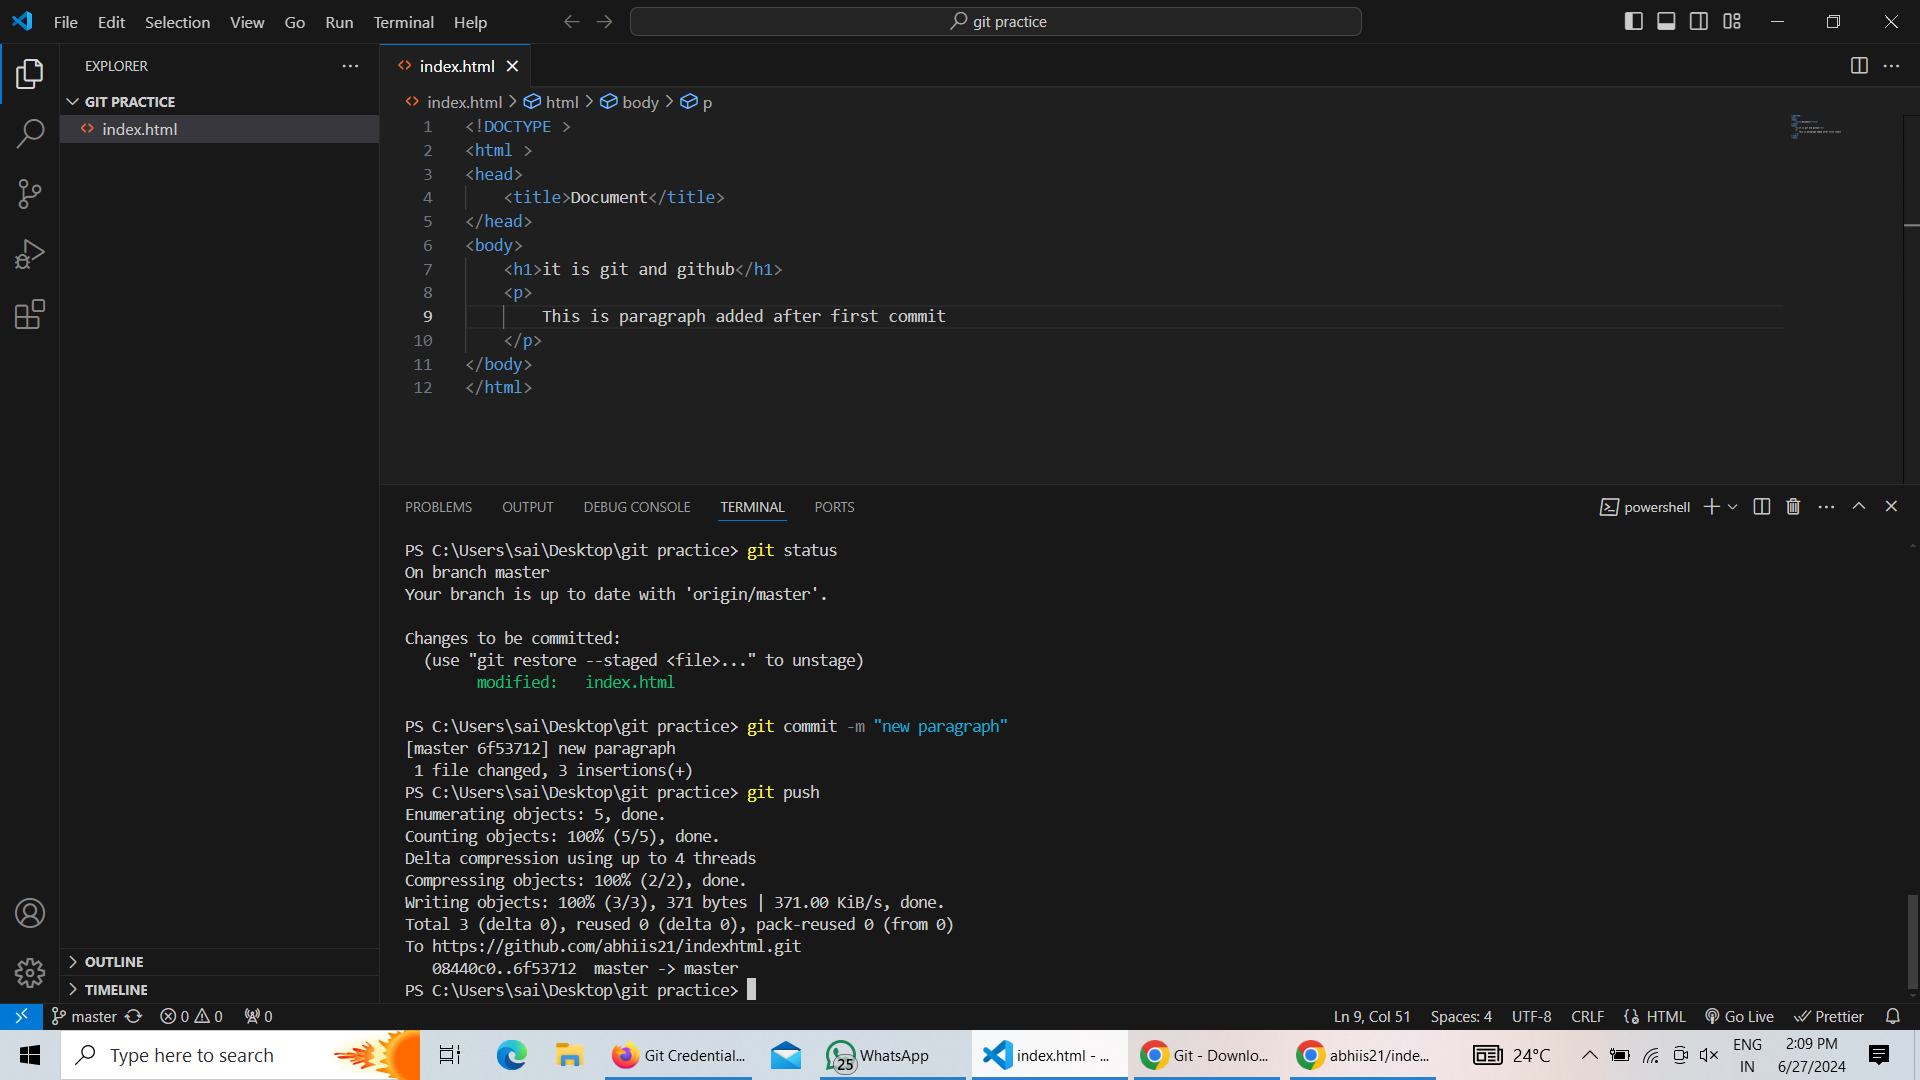 File Edit Selection View Go Run Terminal Help
git practice
EXPLORER
index.html
GIT PRACTICE
index.html
index.html > html > body > p
1 <!DOCTYPE >
2 <html >
3 <head>
4 <title>Document</title>
5 </head>
6 <body>
7 <h1>it is git and github</h1>
8 <p>
9 This is paragraph added after first commit
10 </p>
11 </body>
12 </html>
PROBLEMS OUTPUT DEBUG CONSOLE TERMINAL PORTS
powershell
PS C:\Users\sai\Desktop\git practice> git status
On branch master
Your branch is up to date with 'origin/master'.
Changes to be committed:
(use "git restore --staged <file>..." to unstage)
modified: index.html
PS C:\Users\sai\Desktop\git practice> git commit -m "new paragraph"
[master 6f53712] new paragraph
1 file changed, 3 insertions(+)
PS C:\Users\sai\Desktop\git practice> git push
Enumerating objects: 5, done.
Counting objects: 100% (5/5), done.
Delta compression using up to 4 threads
Compressing objects: 100% (2/2), done.
Writing objects: 100% (3/3), 371 bytes | 371.00 KiB/s, done.
Total 3 (delta 0), reused 0 (delta 0), pack-reused 0 (from 0)
To https://github.com/abhiis21/indexhtml.git
08440c0..6f53712 master -> master
PS C:\Users\sai\Desktop\git practice>
OUTLINE
TIMELINE
master 0 0 0
Ln 9, Col 51 Spaces: 4 UTF-8 CRLF HTML Go Live Prettier
Type here to search
Git Credential...
25
WhatsApp
index.html - ...
Git - Downlo...
abhiis21/inde...
24°C
ENG
IN
2:09 PM
6/27/2024